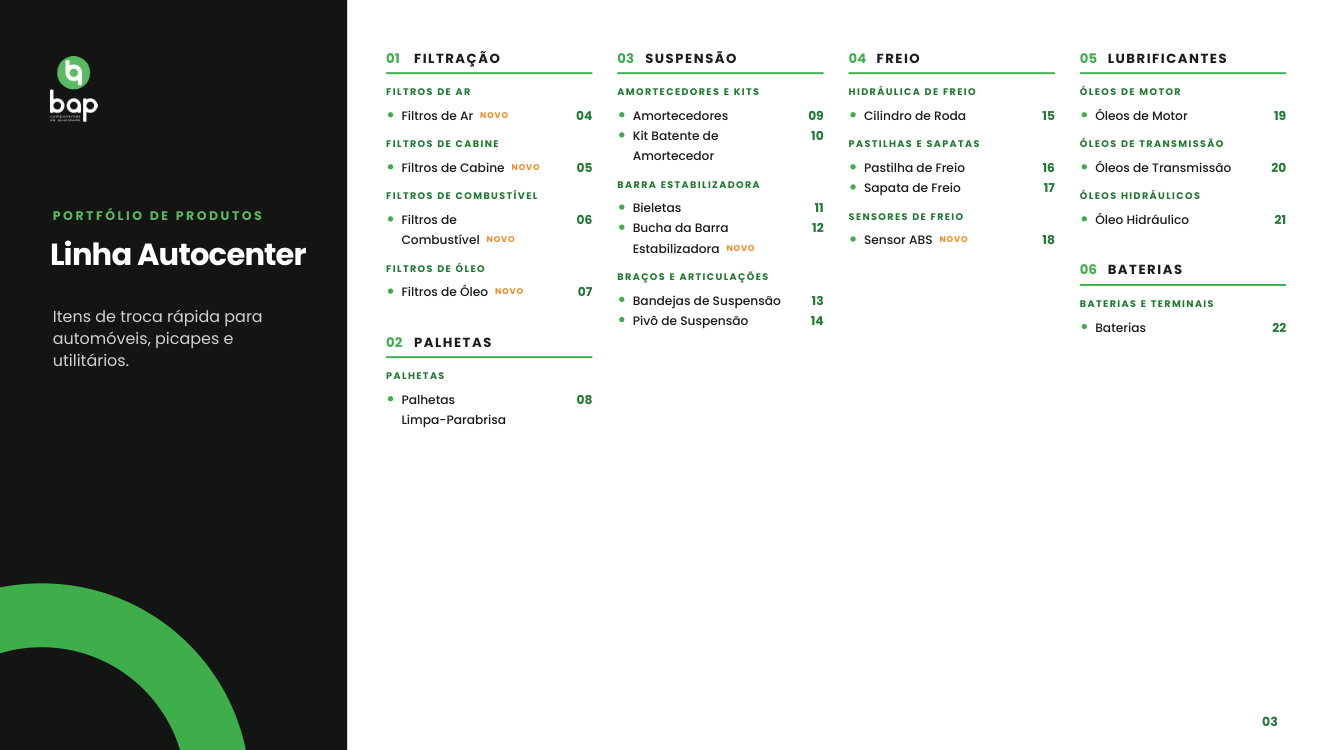 bap
componentes
de qualidade
PORTFÓLIO DE PRODUTOS
Linha Autocenter
Itens de troca rápida para
automóveis, picapes e
utilitários.
01 FILTRAÇÃO
FILTROS DE AR
• Filtros de Ar NOVO 04
FILTROS DE CABINE
• Filtros de Cabine NOVO 05
FILTROS DE COMBUSTÍVEL
• Filtros de 06
Combustível NOVO
FILTROS DE ÓLEO
• Filtros de Óleo NOVO 07
02 PALHETAS
PALHETAS
• Palhetas 08
Limpa-Parabrisa
03 SUSPENSÃO
AMORTECEDORES E KITS
• Amortecedores 09
• Kit Batente de 10
Amortecedor
BARRA ESTABILIZADORA
• Bieletas 11
• Bucha da Barra 12
Estabilizadora NOVO
BRAÇOS E ARTICULAÇÕES
• Bandejas de Suspensão 13
• Pivô de Suspensão 14
04 FREIO
HIDRÁULICA DE FREIO
• Cilindro de Roda 15
PASTILHAS E SAPATAS
• Pastilha de Freio 16
• Sapata de Freio 17
SENSORES DE FREIO
• Sensor ABS NOVO 18
05 LUBRIFICANTES
ÓLEOS DE MOTOR
• Óleos de Motor 19
ÓLEOS DE TRANSMISSÃO
• Óleos de Transmissão 20
ÓLEOS HIDRÁULICOS
• Óleo Hidráulico 21
06 BATERIAS
BATERIAS E TERMINAIS
• Baterias 22
03